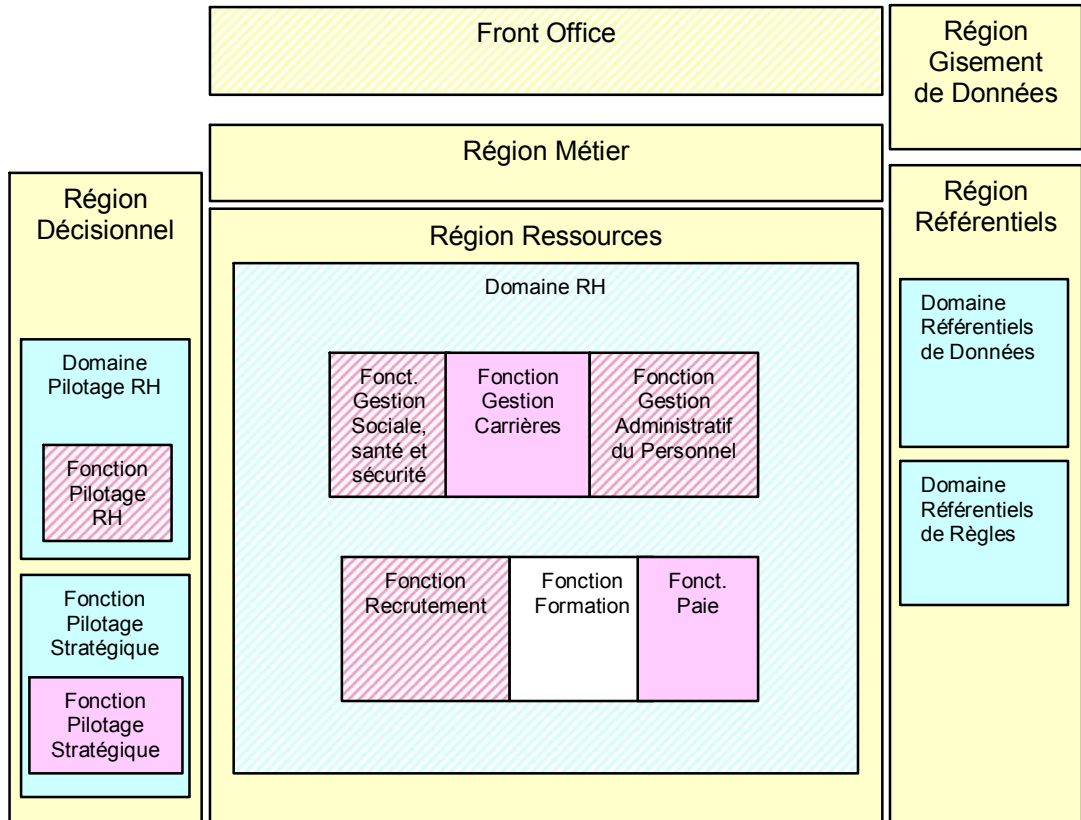 Front Office
Région
Gisement
de Données
Région Métier
Région
Décisionnel
Région
Référentiels
Région Ressources
Domaine RH
Domaine
Pilotage RH
Fonction
Pilotage
RH
Fonction
Pilotage
Stratégique
Fonction
Pilotage
Stratégique
Fonct.
Gestion
Sociale,
santé et
sécurité
Fonction
Gestion
Carrières
Fonction
Gestion
Administratif
du Personnel
Fonction
Recrutement
Fonction
Formation
Fonct.
Paie
Domaine
Référentiels
de Données
Domaine
Référentiels
de Règles